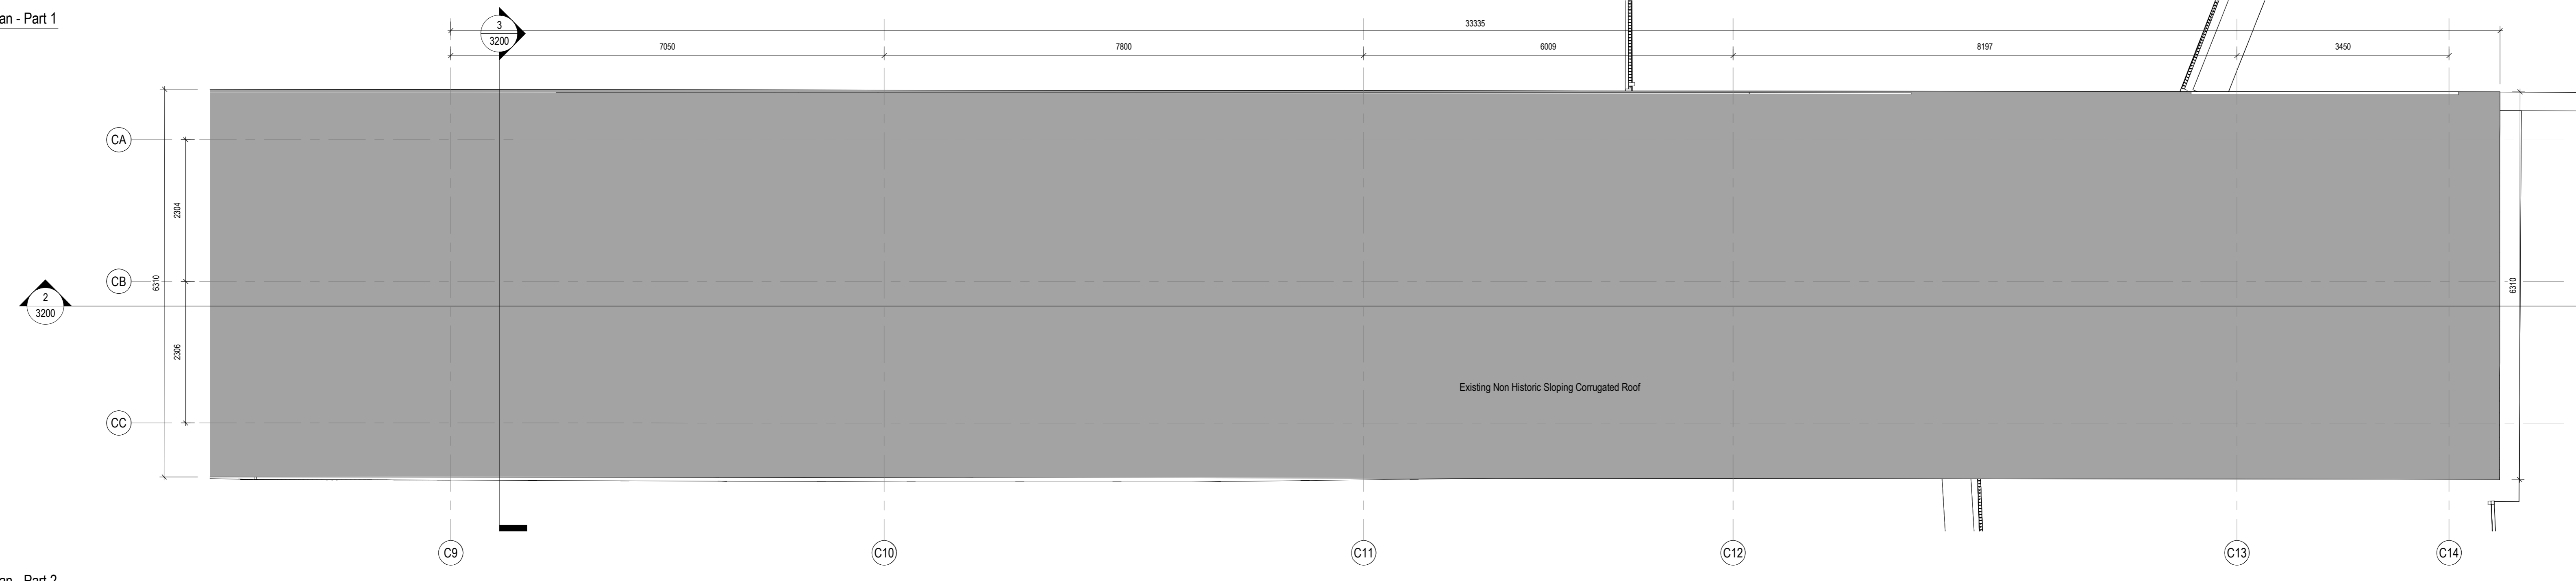 an - Part 1
3
3200
33335
7050
7800
6009
8197
3450
CA
2304
CB
6310
2
3200
6310
2306
CC
Existing Non Historic Sloping Corrugated Roof
C9
C10
C11
C12
C13
C14
an - Part 2